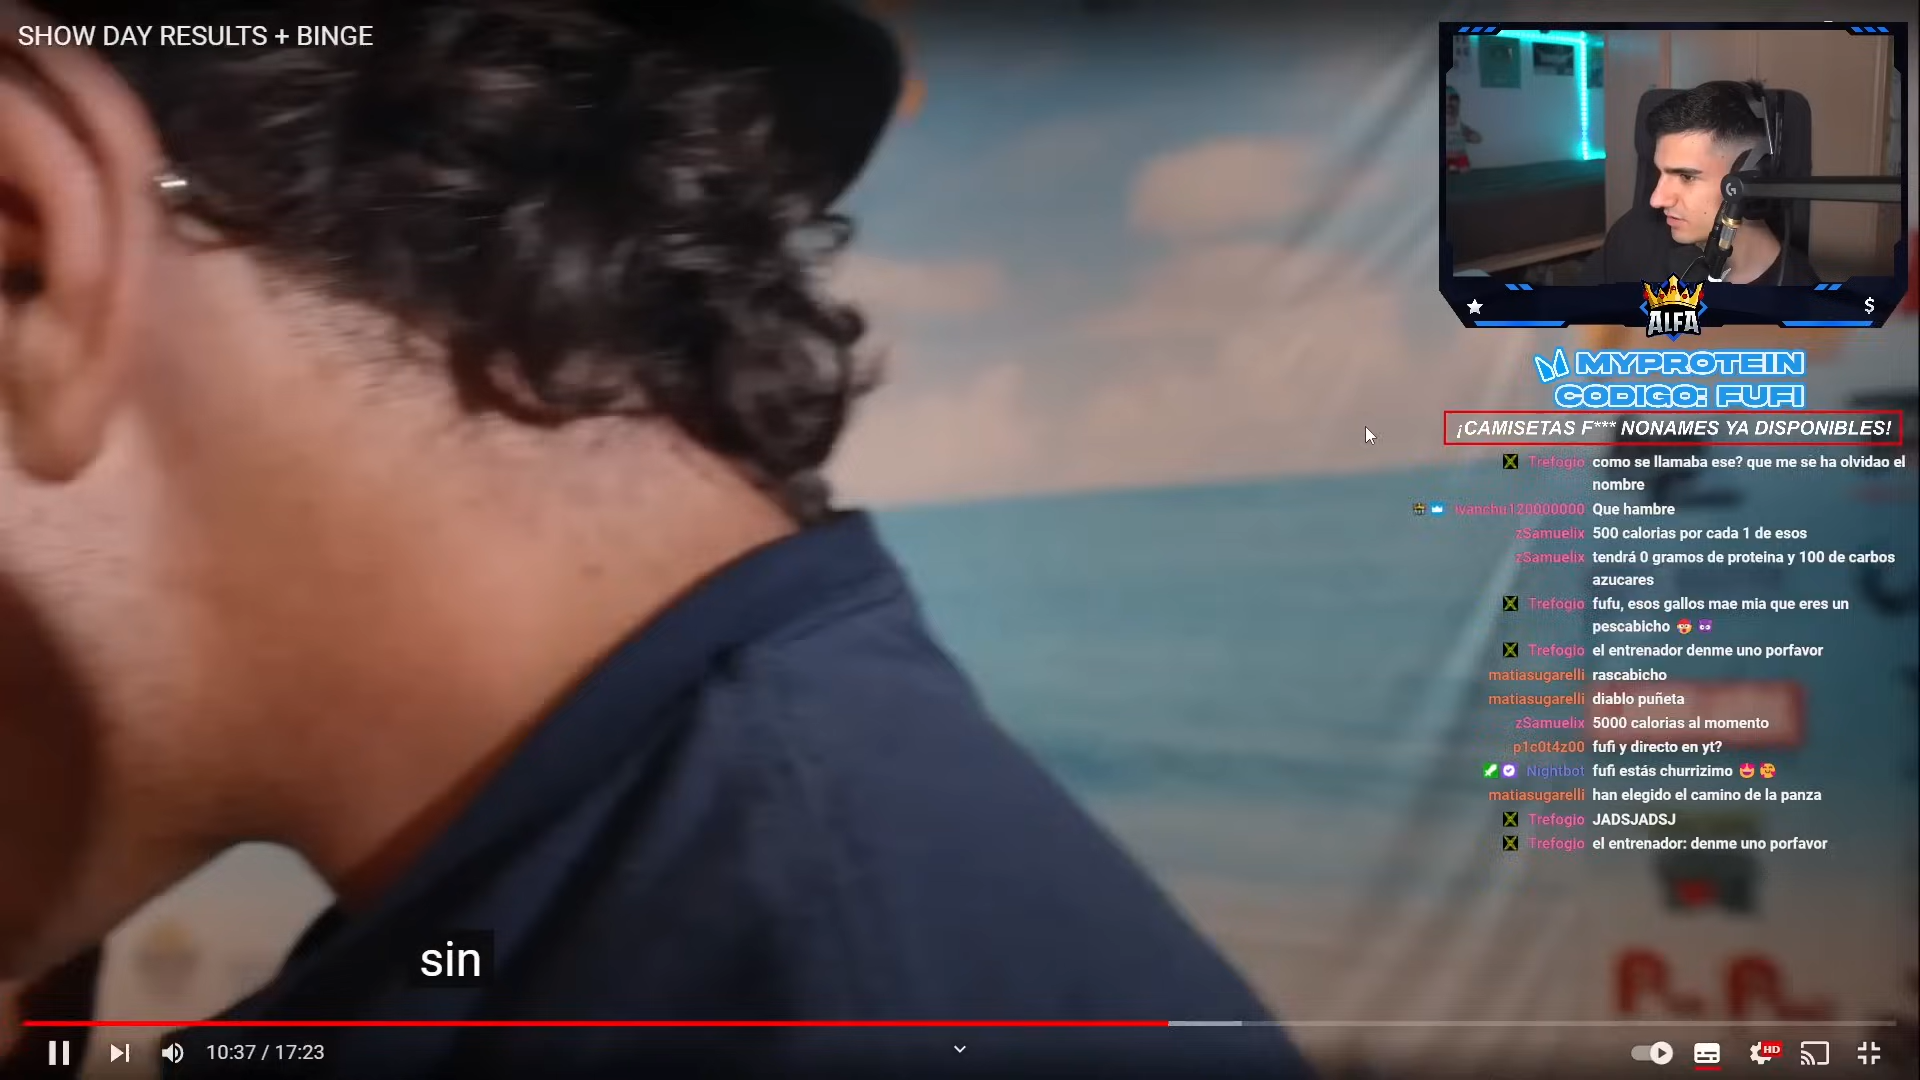 SHOW DAY RESULTS + BINGE
ALFA
$
MYPROTEIN
CODIGO: FUFI
¡CAMISETAS F*** NONAMES YA DISPONIBLES!
Trefogio como se llamaba ese? que me se ha olvidao el
nombre
ivanchu120000000 Que hambre
zSamuelix 500 calorias por cada 1 de esos
zSamuelix tendrá 0 gramos de proteina y 100 de carbos
azucares
Trefogio fufu, esos gallos mae mia que eres un
pescabicho
Trefogio el entrenador denme uno porfavor
matiasugarelli rascabicho
matiasugarelli diablo puñeta
zSamuelix 5000 calorias al momento
p1c0t4z00 fufi y directo en yt?
Nightbot fufi estás churrizimo
matiasugarelli han elegido el camino de la panza
Trefogio JADSJADSJ
Trefogio el entrenador: denme uno porfavor
sin
10:37 / 17:23
HD